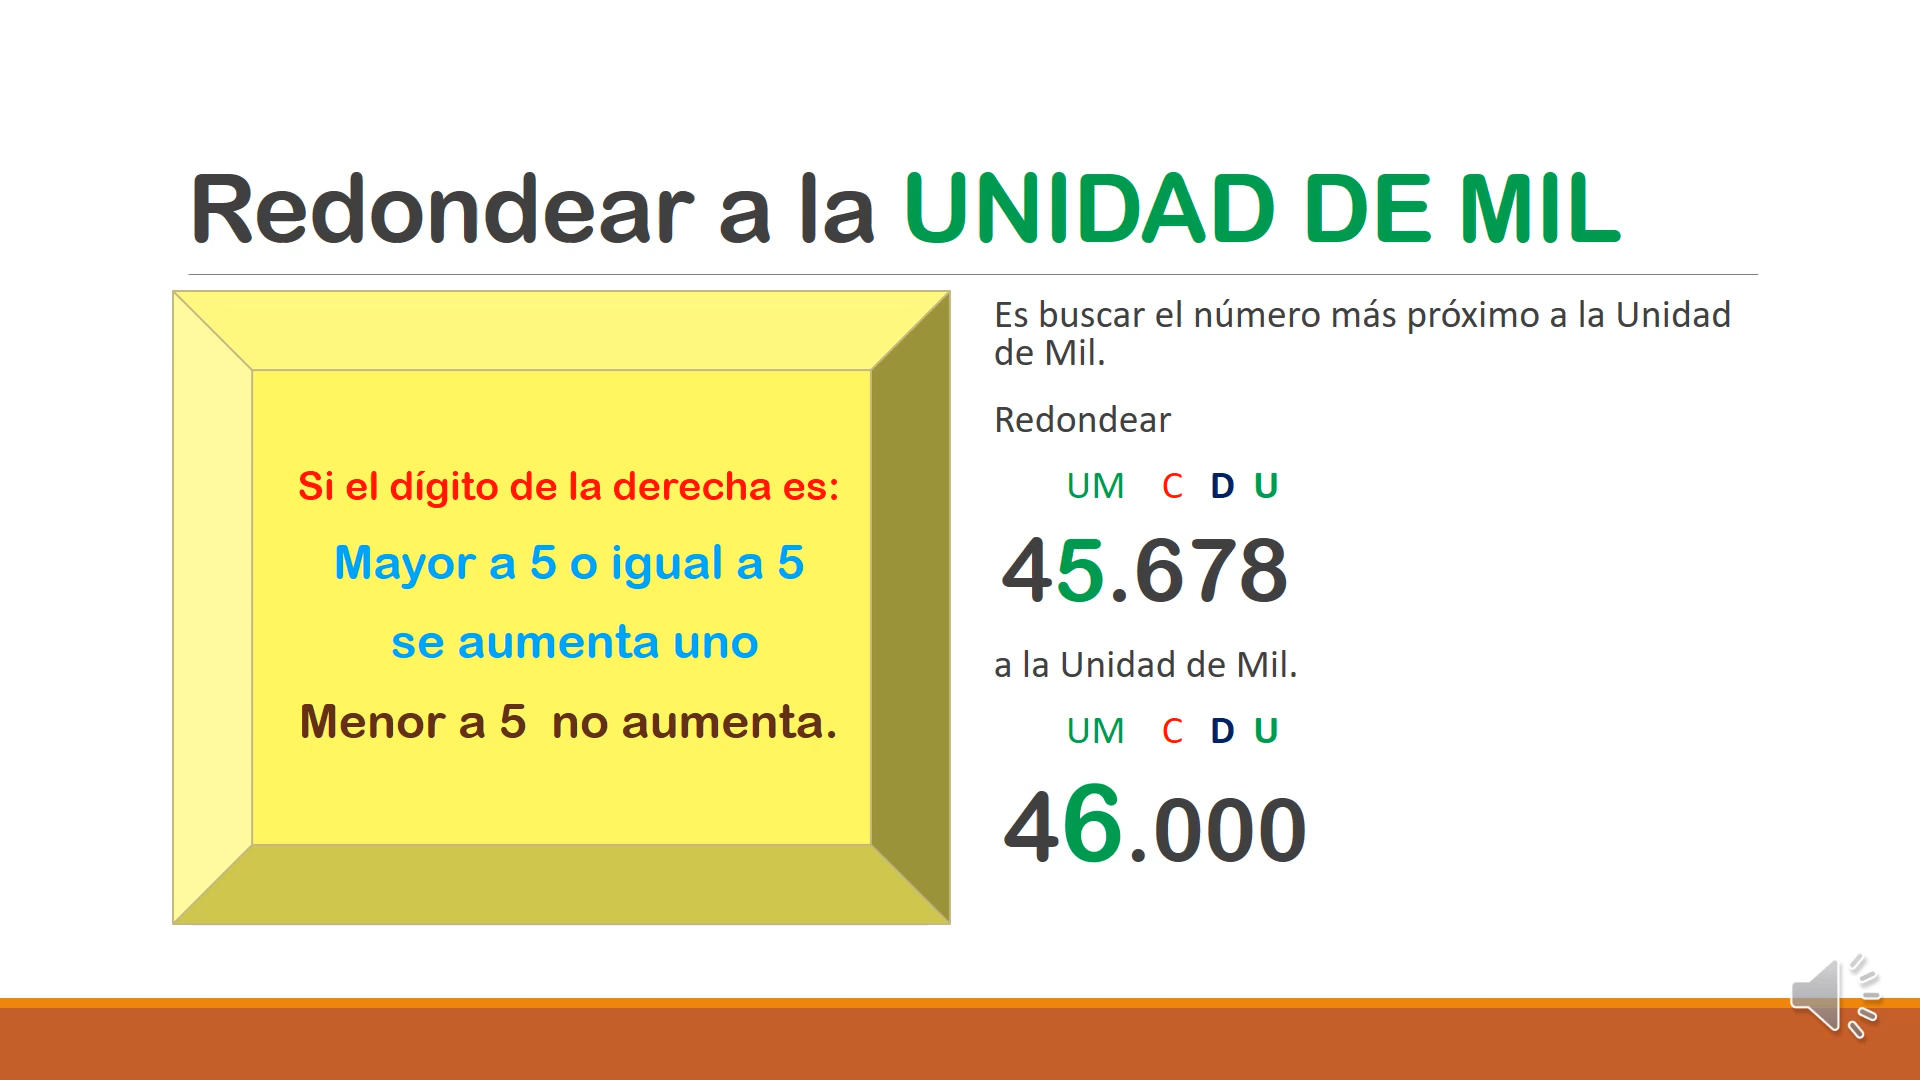 Redondear a la UNIDAD DE MIL
Si el dígito de la derecha es:
Mayor a 5 o igual a 5
se aumenta uno
Menor a 5 no aumenta.
Es buscar el número más próximo a la Unidad
de Mil.
Redondear
UM C D U
45.678
a la Unidad de Mil.
UM C D U
46.000